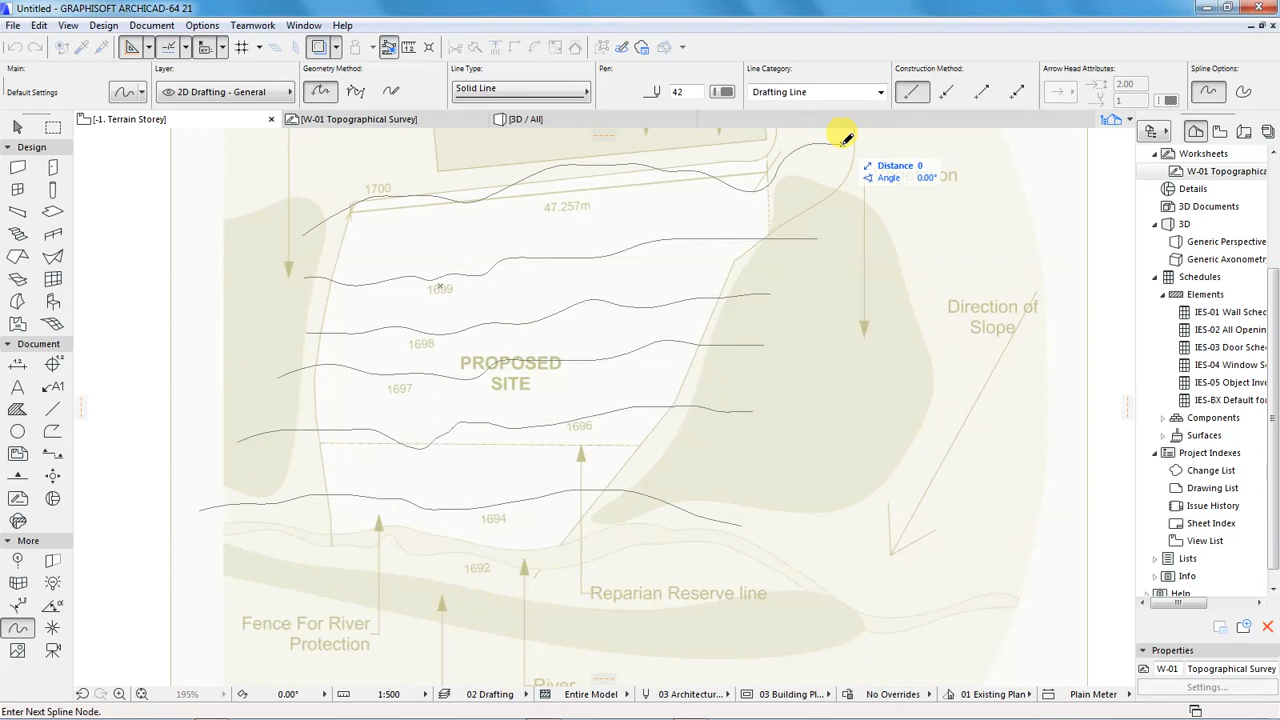 Untitled - GRAPHISOFT ARCHICAD-64 21
File Edit View Design Document Options Teamwork Window Help
Main:
Default Settings
Layer:
2D Drafting - General
Geometry Method:
Line Type:
Solid Line
Pen:
42
Line Category:
Drafting Line
Construction Method:
Arrow Head Attributes:
2.00
1
Spline Options:
[-1. Terrain Storey]
[W-01 Topographical Survey]
[3D / All]
Design
Document
More
1700
47.257m
Distance 0
Angle 0.00°
1698
PROPOSED
SITE
1697
1696
1694
1692
Direction of
Slope
Reparian Reserve line
Fence For River
Protection
River
Worksheets
W-01 Topographica
Details
3D Documents
3D
Generic Perspective
Generic Axonome
Schedules
Elements
IES-01 Wall Sched
IES-02 All Opening
IES-03 Door Sche
IES-04 Window S
IES-05 Object Inve
IES-BX Default fo
Components
Surfaces
Project Indexes
Change List
Drawing List
Issue History
Sheet Index
View List
Lists
Info
Help
Properties
W-01 Topographical Survey
Settings...
195% 0.00° 1:500 02 Drafting Entire Model 03 Architectur... 03 Building Pl... No Overrides 01 Existing Plan Plain Meter
Enter Next Spline Node.